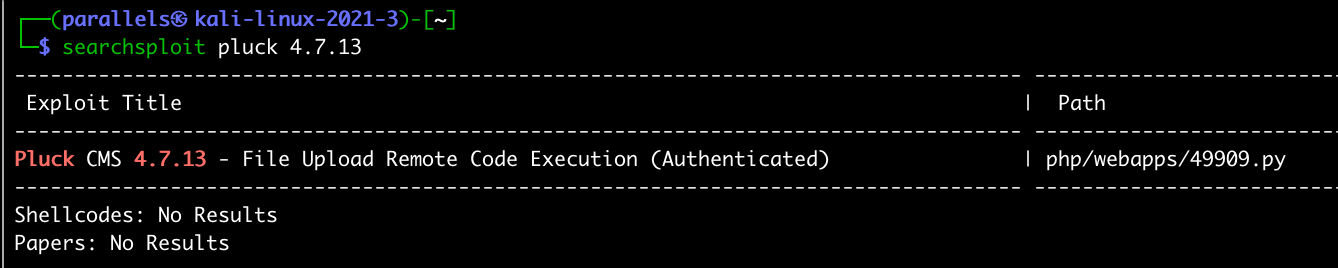 (parallels㉿kali-linux-2021-3)-[~]
$ searchsploit pluck 4.7.13
Exploit Title | Path
Pluck CMS 4.7.13 - File Upload Remote Code Execution (Authenticated) | php/webapps/49909.py
Shellcodes: No Results
Papers: No Results